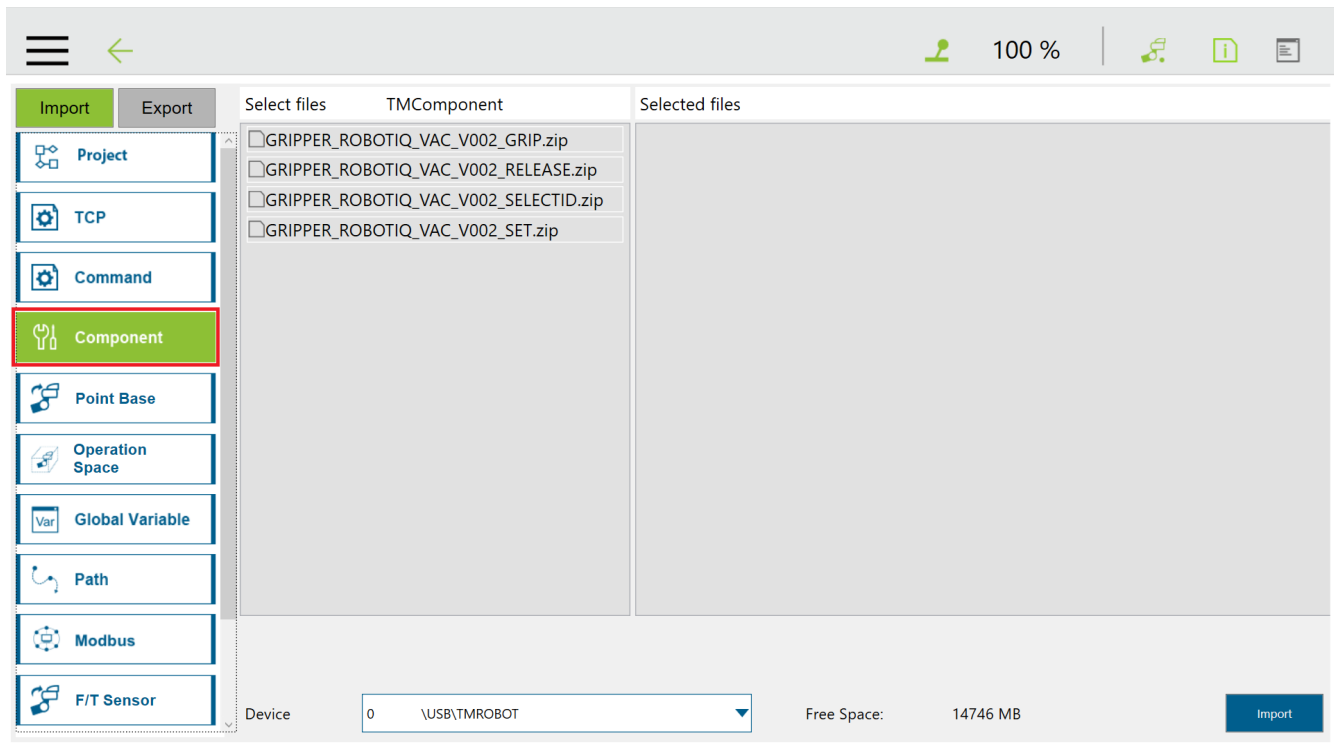 100 %
Import
Export
Select files
TMComponent
Selected files
Project
TCP
Command
Component
Point Base
Operation
Space
Var
Global Variable
Path
Modbus
F/T Sensor
GRIPPER_ROBOTIQ_VAC_V002_GRIP.zip
GRIPPER_ROBOTIQ_VAC_V002_RELEASE.zip
GRIPPER_ROBOTIQ_VAC_V002_SELECTID.zip
GRIPPER_ROBOTIQ_VAC_V002_SET.zip
Device
0 \USB\TMROBOT
Free Space:
14746 MB
Import